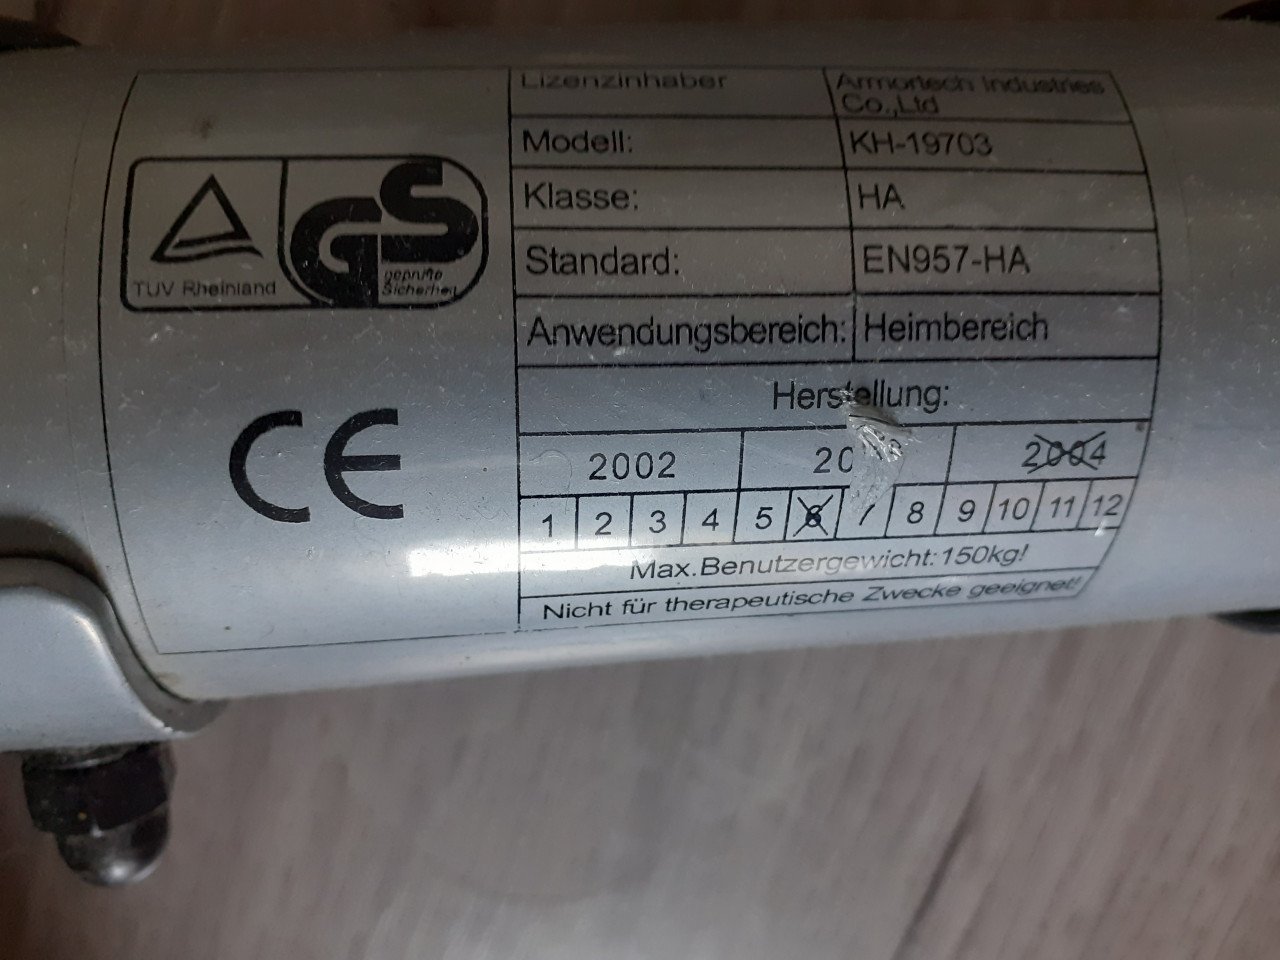 Lizenzinhaber Armortech Industries
Co.,Ltd
Modell: KH-19703
Klasse: HA
Standard: EN957-HA
Anwendungsbereich: Heimbereich
Herstellung:
2002 2004
1 2 3 4 5 6 7 8 9 10 11 12
Max.Benutzergewicht:150kg!
Nicht für therapeutische Zwecke geeignet!
TÜV Rheinland
GS
geprüfte
Sicherheit
CE